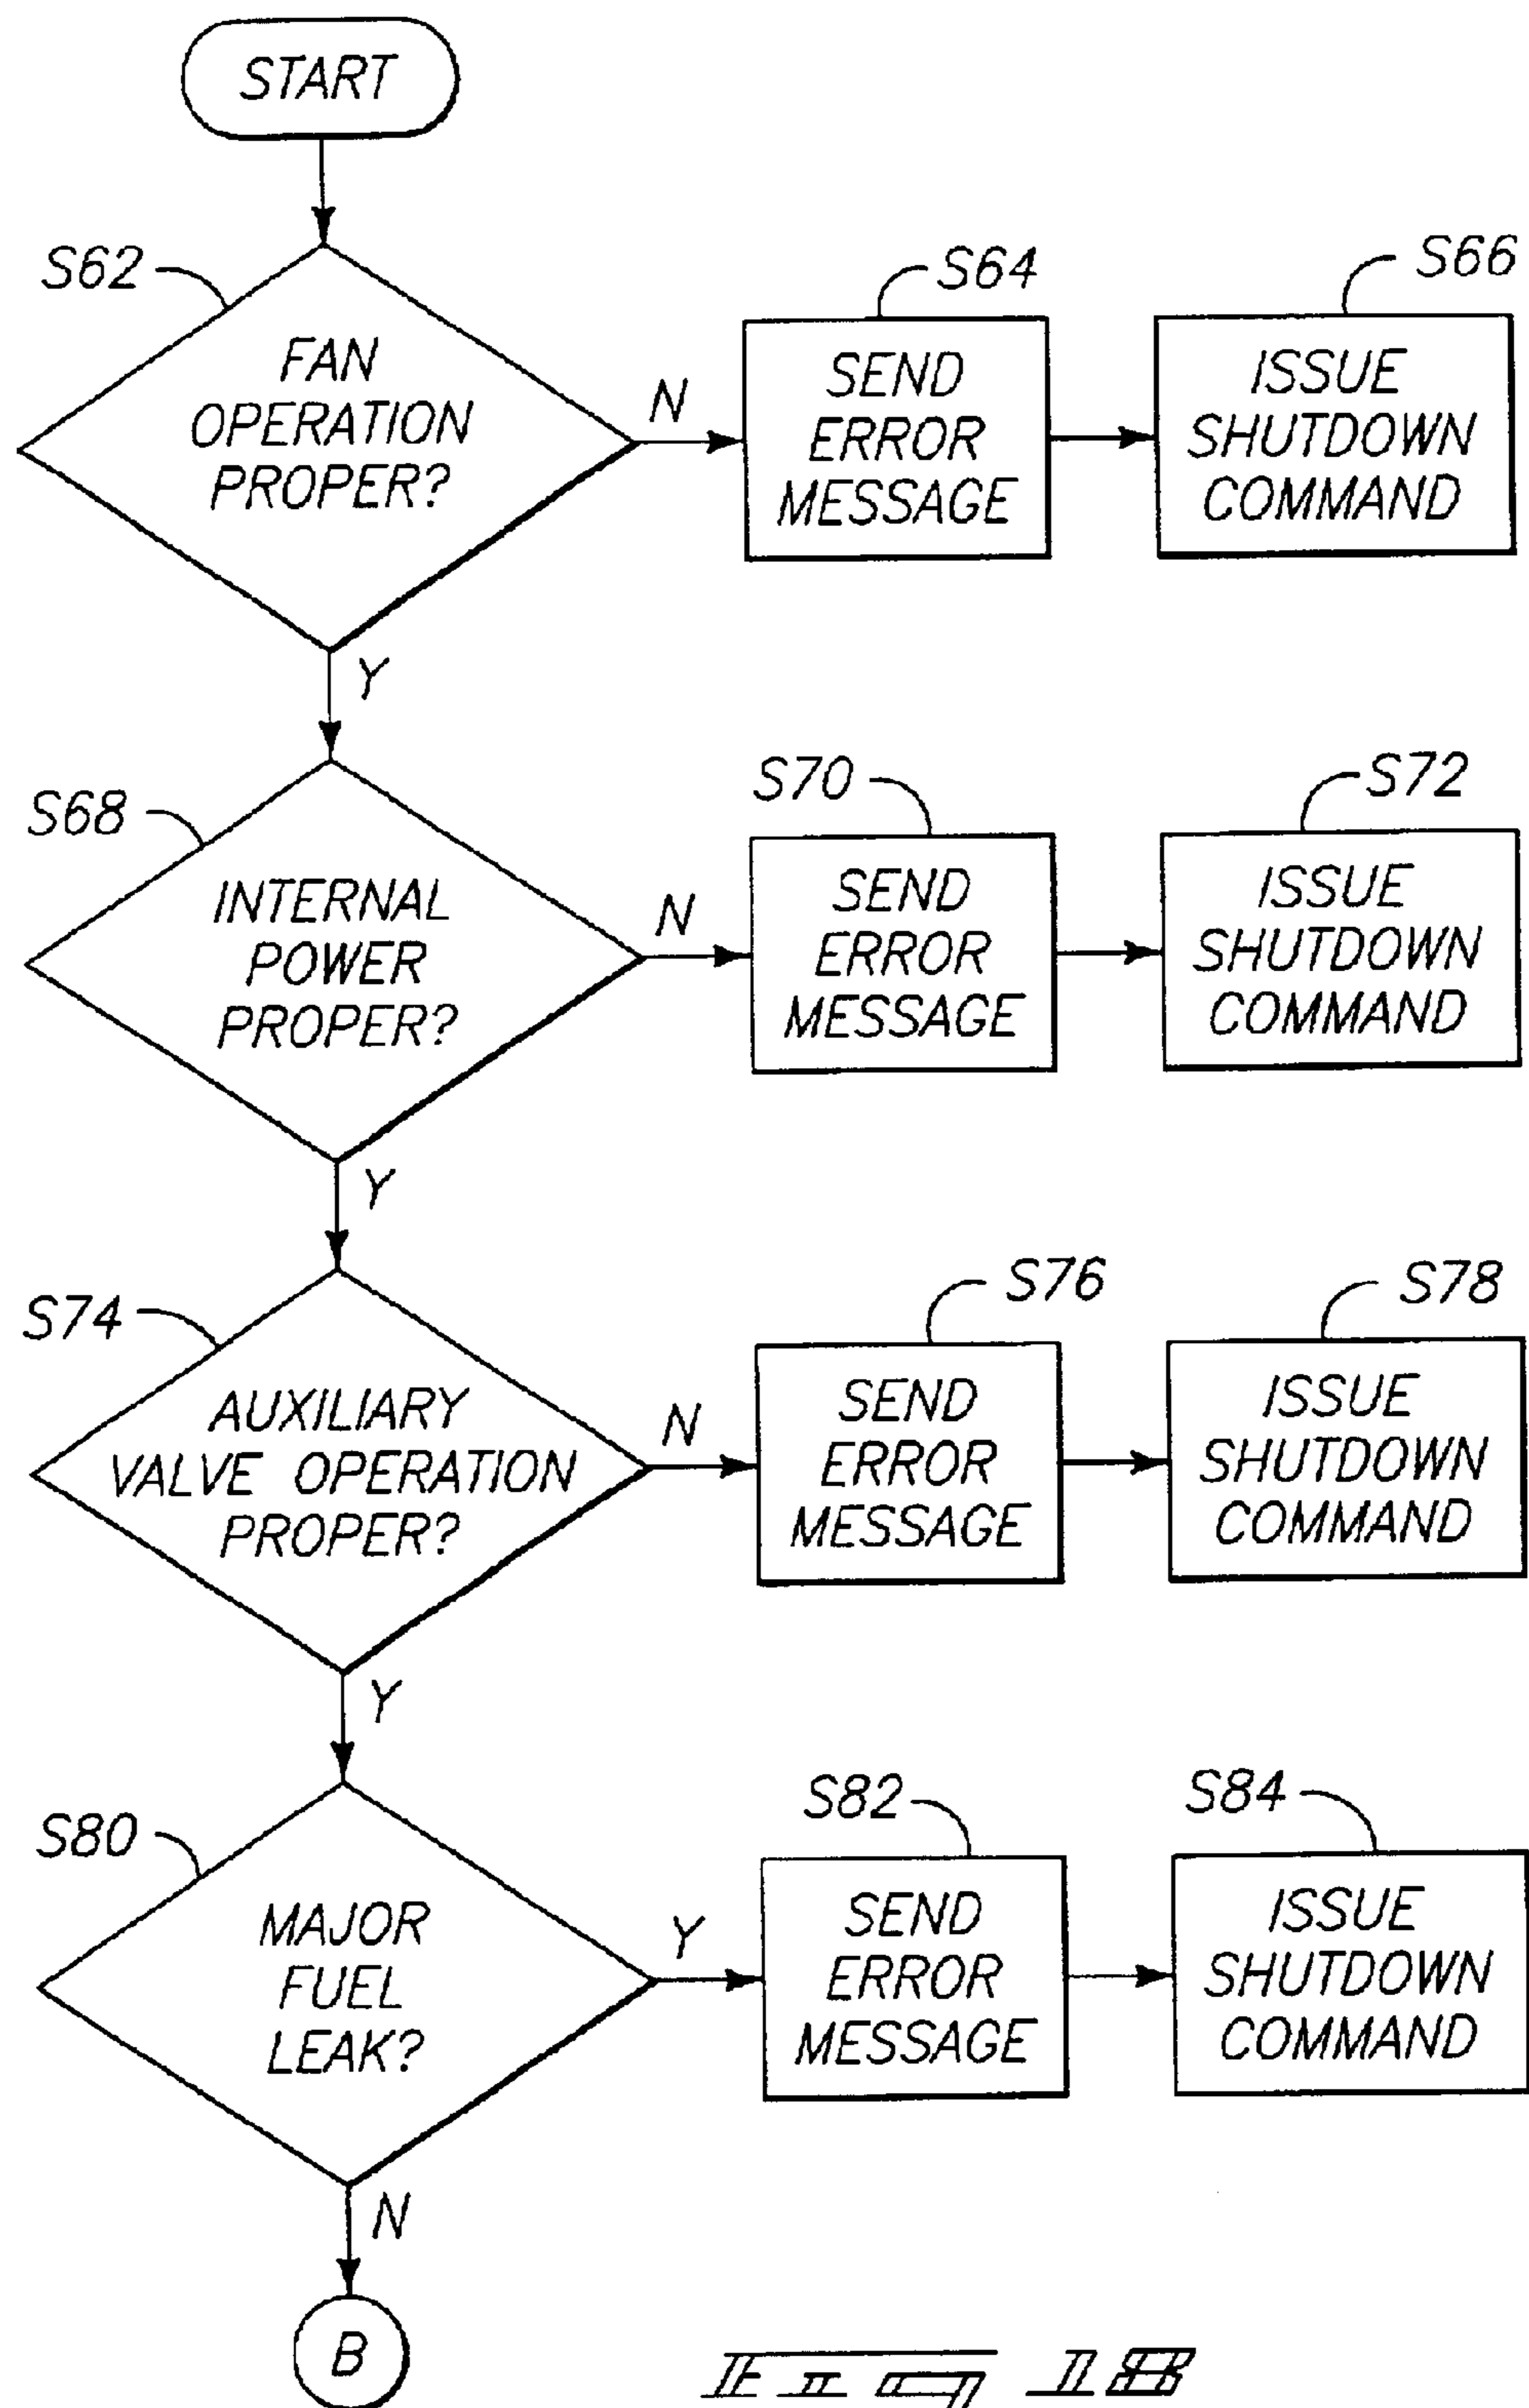 START
S62
FAN
OPERATION
PROPER?
N
S64
SEND
ERROR
MESSAGE
S66
ISSUE
SHUTDOWN
COMMAND
Y
S68
INTERNAL
POWER
PROPER?
N
S70
SEND
ERROR
MESSAGE
S72
ISSUE
SHUTDOWN
COMMAND
Y
S74
AUXILIARY
VALVE OPERATION
PROPER?
N
S76
SEND
ERROR
MESSAGE
S78
ISSUE
SHUTDOWN
COMMAND
Y
S80
MAJOR
FUEL
LEAK?
Y
S82
SEND
ERROR
MESSAGE
S84
ISSUE
SHUTDOWN
COMMAND
N
B
Fig 18